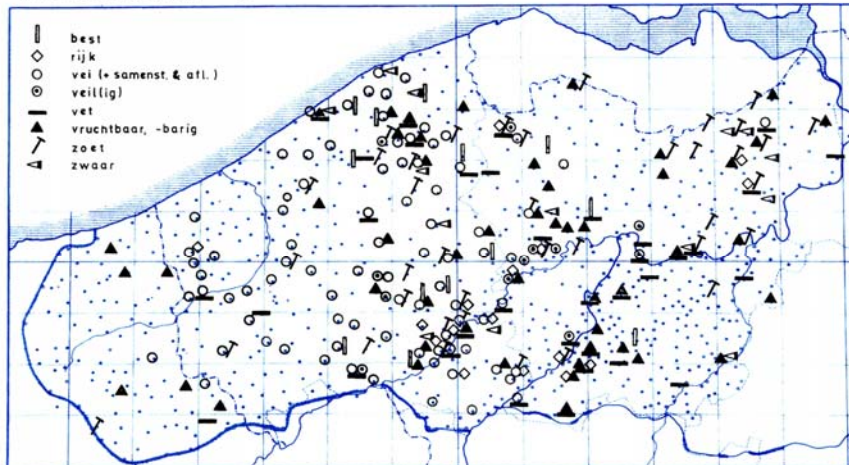 best
rijk
vei (+ samenst. & afl.)
veil(ig)
vet
vruchtbaar, -barig
zoet
zwaar